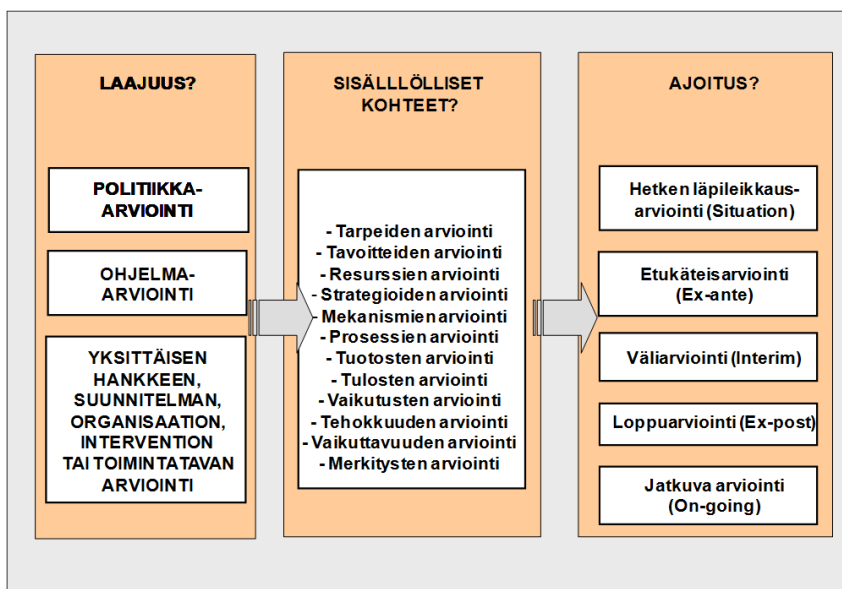 LAAJUUS?
POLITIIKKA-
ARVIOINTI
OHJELMA-
ARVIOINTI
YKSITTÄISEN
HANKKEEN,
SUUNNITELMAN,
ORGANISAATION,
INTERVENTION
TAI TOIMINTATAVAN
ARVIOINTI
SISÄLLLÖLLISET
KOHTEET?
- Tarpeiden arviointi
- Tavoitteiden arviointi
- Resurssien arviointi
- Strategioiden arviointi
- Mekanismien arviointi
- Prosessien arviointi
- Tuotosten arviointi
- Tulosten arviointi
- Vaikutusten arviointi
- Tehokkuuden arviointi
- Vaikuttavuuden arviointi
- Merkitysten arviointi
AJOITUS?
Hetken läpileikkaus-
arviointi (Situation)
Etukäteisarviointi
(Ex-ante)
Väliarviointi (Interim)
Loppuarviointi (Ex-post)
Jatkuva arviointi
(On-going)